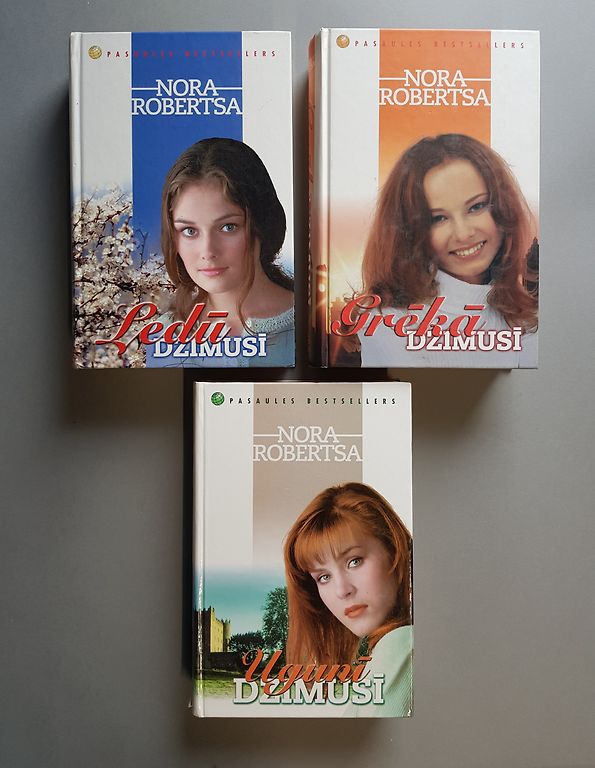 PASAULES BESTSELLERS
NORA
ROBERTSA
Ledū
DZIMUSĪ
PASAULES BESTSELLERS
NORA
ROBERTSA
Grēkā
DZIMUSĪ
PASAULES BESTSELLERS
NORA
ROBERTSA
Ugunī
DZIMUSĪ